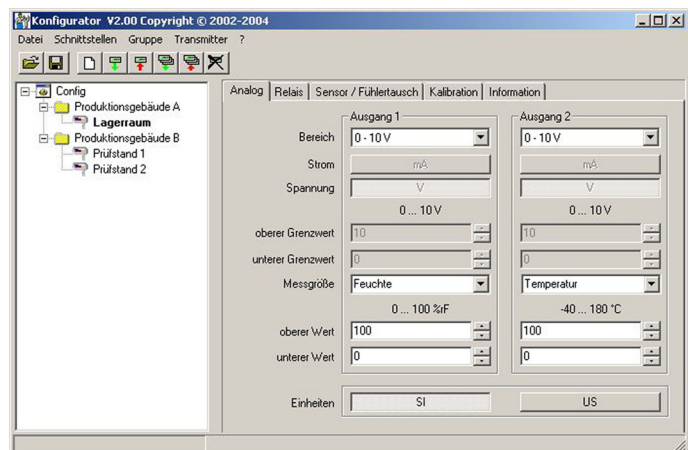 Konfigurator V2.00 Copyright © 2002-2004
Datei Schnittstellen Gruppe Transmitter ?
Config
Produktionsgebäude A
Lagerraum
Produktionsgebäude B
Prüfstand 1
Prüfstand 2
Analog Relais Sensor / Fühlertausch Kalibration Information
Ausgang 1 Ausgang 2
Bereich 0 - 10 V 0 - 10 V
Strom mA mA
Spannung V V
0 ... 10 V 0 ... 10 V
oberer Grenzwert 10 10
unterer Grenzwert 0 0
Messgröße Feuchte Temperatur
0 ... 100 %rF -40 ... 180 °C
oberer Wert 100 100
unterer Wert 0 0
Einheiten SI US